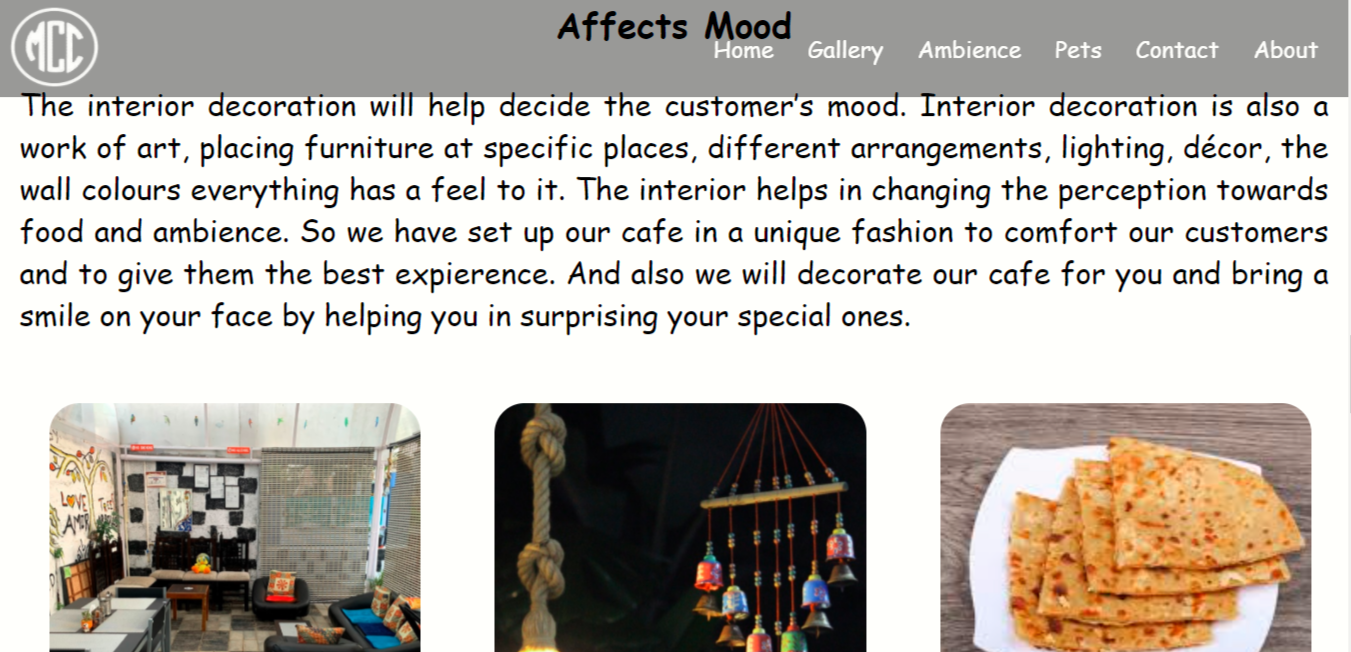 MCC
Affects Mood
Home Gallery Ambience Pets Contact About
The interior decoration will help decide the customer's mood. Interior decoration is also a
work of art, placing furniture at specific places, different arrangements, lighting, décor, the
wall colours everything has a feel to it. The interior helps in changing the perception towards
food and ambience. So we have set up our cafe in a unique fashion to comfort our customers
and to give them the best expierence. And also we will decorate our cafe for you and bring a
smile on your face by helping you in surprising your special ones.
LOVE
AMOR